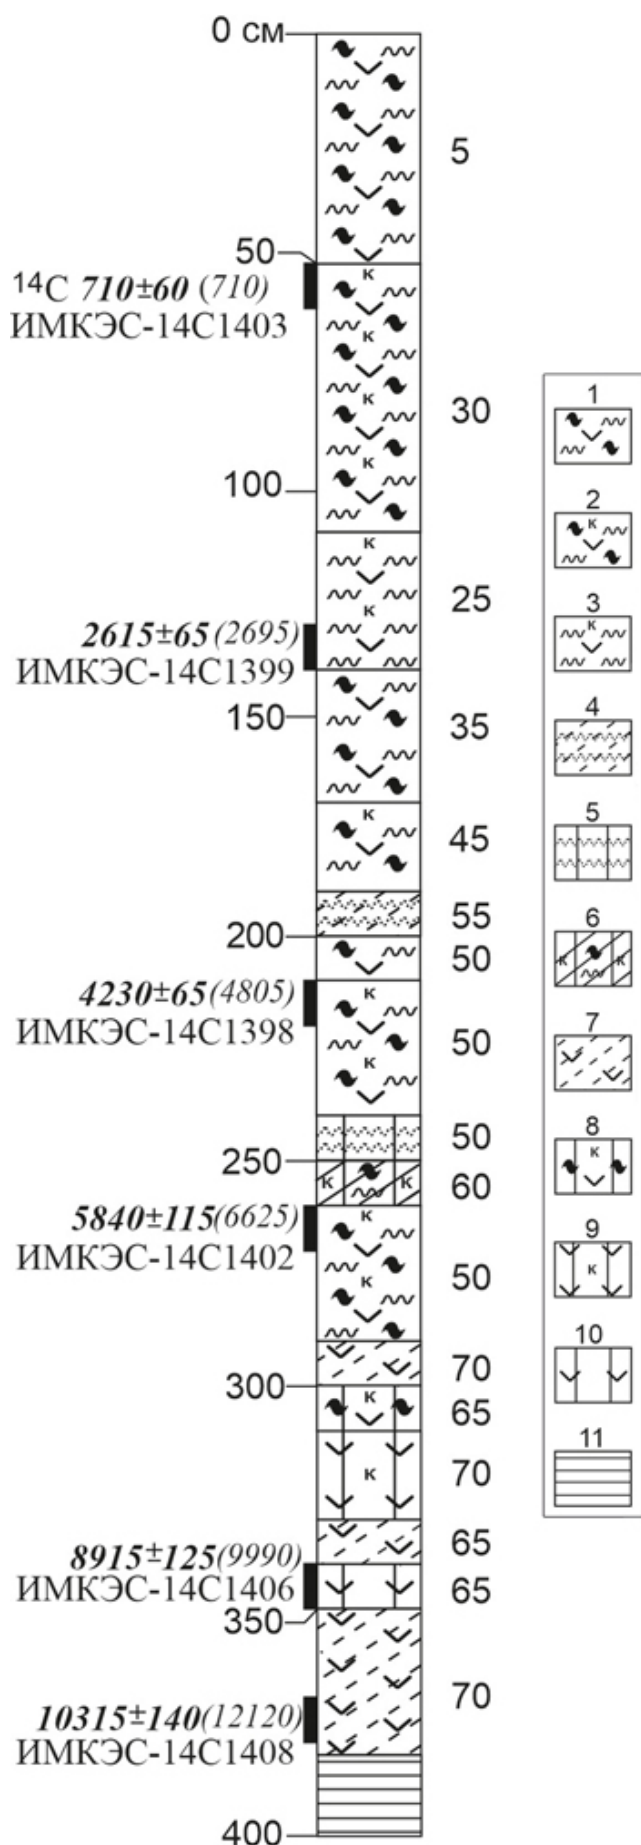 0 см
5
50
¹⁴C 710±60 (710)
ИМКЭС-14С1403
к
к
к
к
30
100
к
к
25
2615±65 (2695)
ИМКЭС-14С1399
150
35
к
45
55
200
50
4230±65 (4805)
ИМКЭС-14С1398
к
к
50
50
250
к
к
60
5840±115 (6625)
ИМКЭС-14С1402
к
к
50
70
300
к
65
к
70
8915±125 (9990)
65
ИМКЭС-14С1406
65
350
70
10315±140 (12120)
ИМКЭС-14С1408
400
1
2
к
3
к
4
5
6
к
к
7
8
к
9
к
10
11